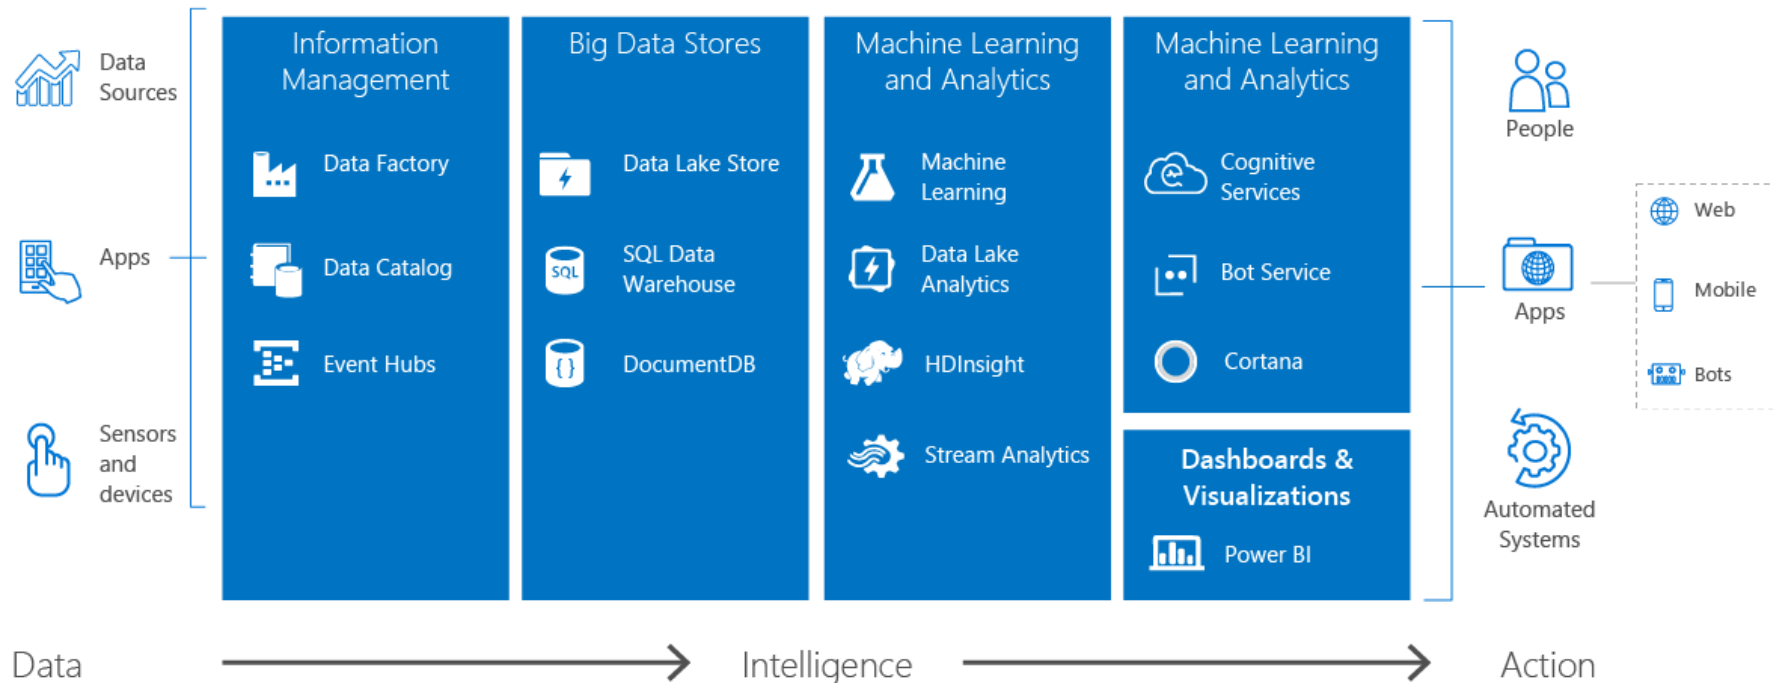 Data
Sources
Apps
Sensors
and
devices
Information
Management
Data Factory
Data Catalog
Event Hubs
Big Data Stores
Data Lake Store
SQL
SQL Data
Warehouse
{ }
DocumentDB
Machine Learning
and Analytics
Machine
Learning
Data Lake
Analytics
HDInsight
Stream Analytics
Machine Learning
and Analytics
Cognitive
Services
Bot Service
Cortana
Dashboards &
Visualizations
Power BI
People
Apps
Automated
Systems
Web
Mobile
Bots
Data
Intelligence
Action